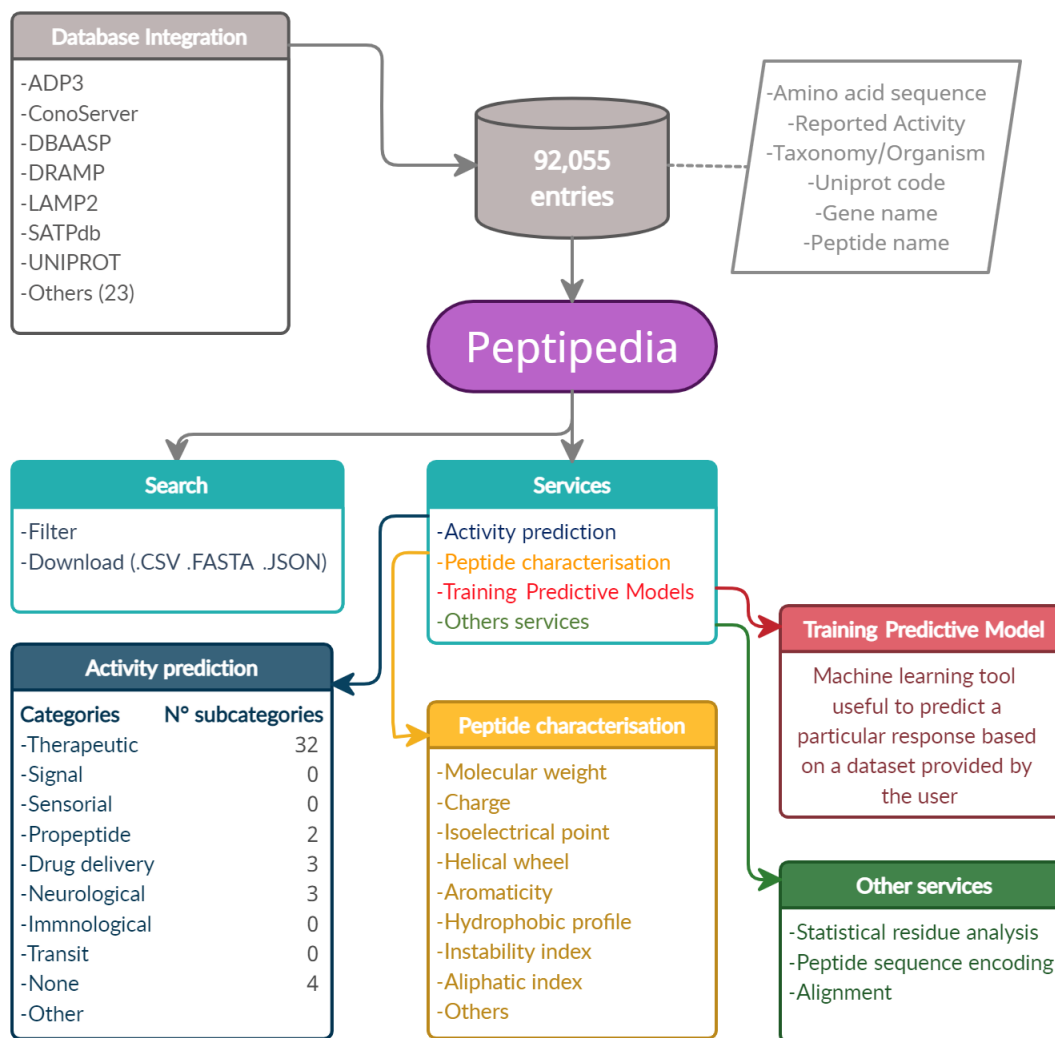 Database Integration
-ADP3
-ConoServer
-DBAASP
-DRAMP
-LAMP2
-SATPdb
-UNIPROT
-Others (23)
92,055
entries
-Amino acid sequence
-Reported Activity
-Taxonomy/Organism
-Uniprot code
-Gene name
-Peptide name
Peptipedia
Search
-Filter
-Download (.CSV .FASTA .JSON)
Services
-Activity prediction
-Peptide characterisation
-Training Predictive Models
-Others services
Activity prediction
Categories N° subcategories
-Therapeutic 32
-Signal 0
-Sensorial 0
-Propeptide 2
-Drug delivery 3
-Neurological 3
-Immnological 0
-Transit 0
-None 4
-Other
Peptide characterisation
-Molecular weight
-Charge
-Isoelectrical point
-Helical wheel
-Aromaticity
-Hydrophobic profile
-Instability index
-Aliphatic index
-Others
Training Predictive Model
Machine learning tool
useful to predict a
particular response based
on a dataset provided by
the user
Other services
-Statistical residue analysis
-Peptide sequence encoding
-Alignment